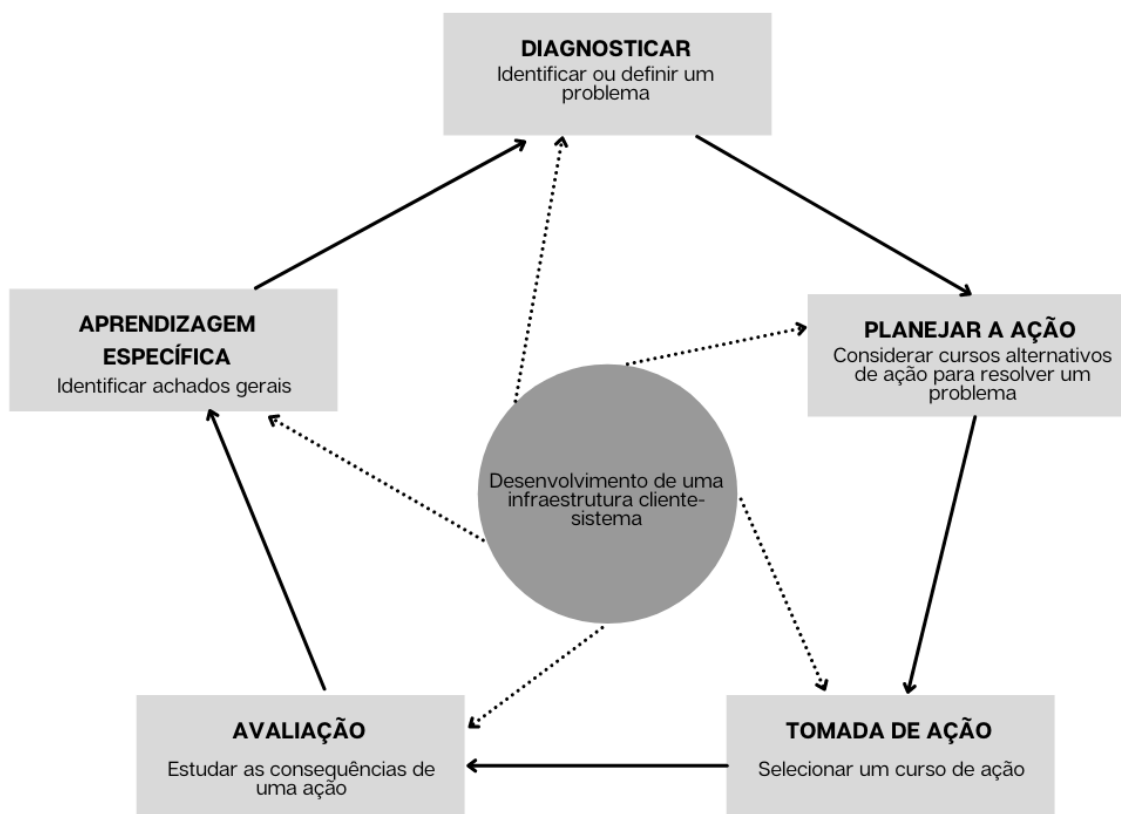 DIAGNOSTICAR
Identificar ou definir um
problema
APRENDIZAGEM
ESPECÍFICA
Identificar achados gerais
PLANEJAR A AÇÃO
Considerar cursos alternativos
de ação para resolver um
problema
Desenvolvimento de uma
infraestrutura cliente-
sistema
AVALIAÇÃO
Estudar as consequências de
uma ação
TOMADA DE AÇÃO
Selecionar um curso de ação